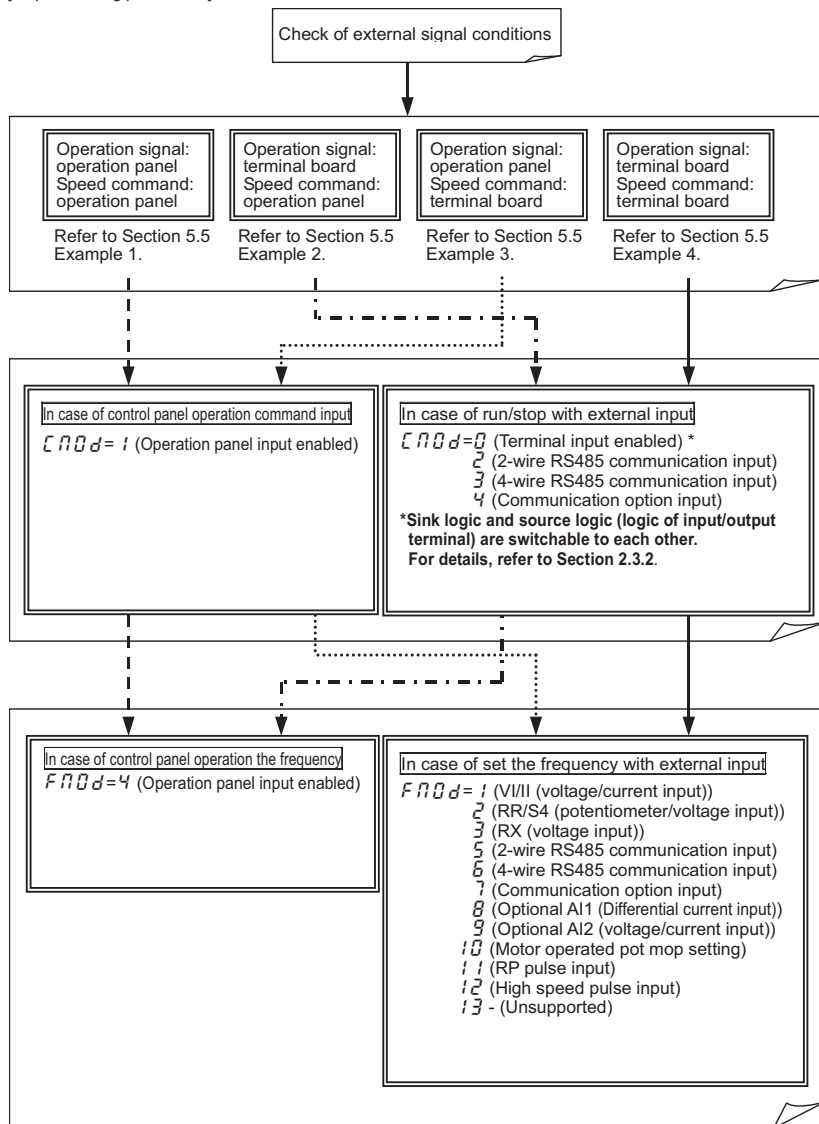 Check of external signal conditions
Operation signal:
operation panel
Speed command:
operation panel
Operation signal:
terminal board
Speed command:
operation panel
Operation signal:
operation panel
Speed command:
terminal board
Operation signal:
terminal board
Speed command:
terminal board
Refer to Section 5.5
Example 1.
Refer to Section 5.5
Example 2.
Refer to Section 5.5
Example 3.
Refer to Section 5.5
Example 4.
In case of control panel operation command input
CMOd=1 (Operation panel input enabled)
In case of run/stop with external input
CMOd=0 (Terminal input enabled) *
2 (2-wire RS485 communication input)
3 (4-wire RS485 communication input)
4 (Communication option input)
*Sink logic and source logic (logic of input/output
terminal) are switchable to each other.
For details, refer to Section 2.3.2.
In case of control panel operation the frequency
FMOd=4 (Operation panel input enabled)
In case of set the frequency with external input
FMOd=1 (VI/II (voltage/current input))
2 (RR/S4 (potentiometer/voltage input))
3 (RX (voltage input))
5 (2-wire RS485 communication input)
6 (4-wire RS485 communication input)
7 (Communication option input)
8 (Optional AI1 (Differential current input))
9 (Optional AI2 (voltage/current input))
10 (Motor operated pot mop setting)
11 (RP pulse input)
12 (High speed pulse input)
13 - (Unsupported)